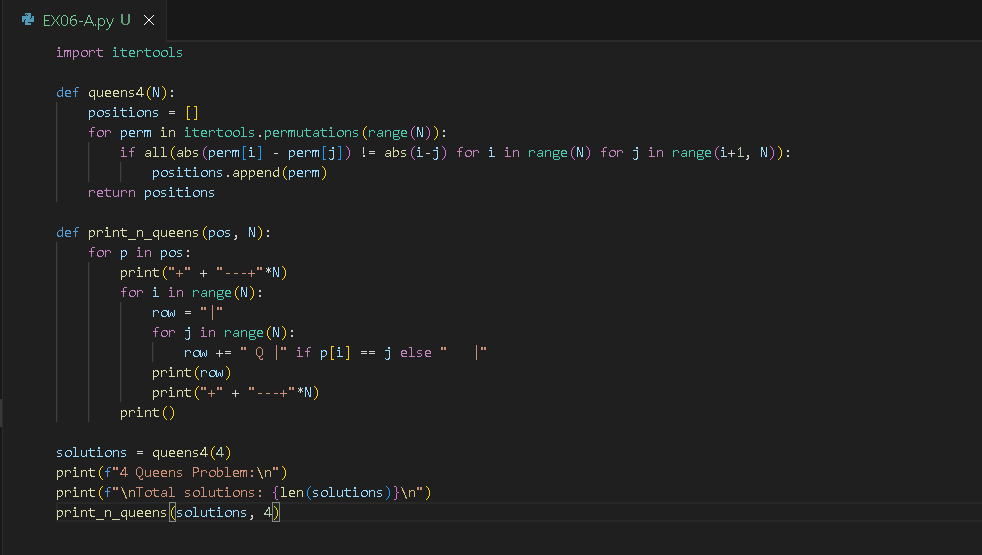 EX06-A.py U ×
import itertools
def queens4(N):
    positions = []
    for perm in itertools.permutations(range(N)):
        if all(abs(perm[i] - perm[j]) != abs(i-j) for i in range(N) for j in range(i+1, N)):
            positions.append(perm)
    return positions
def print_n_queens(pos, N):
    for p in pos:
        print("+" + "---+"*N)
        for i in range(N):
            row = "|"
            for j in range(N):
                row += " Q |" if p[i] == j else "   |"
            print(row)
            print("+" + "---+"*N)
        print()
solutions = queens4(4)
print(f"4 Queens Problem:\n")
print(f"\nTotal solutions: {len(solutions)}\n")
print_n_queens(solutions, 4)